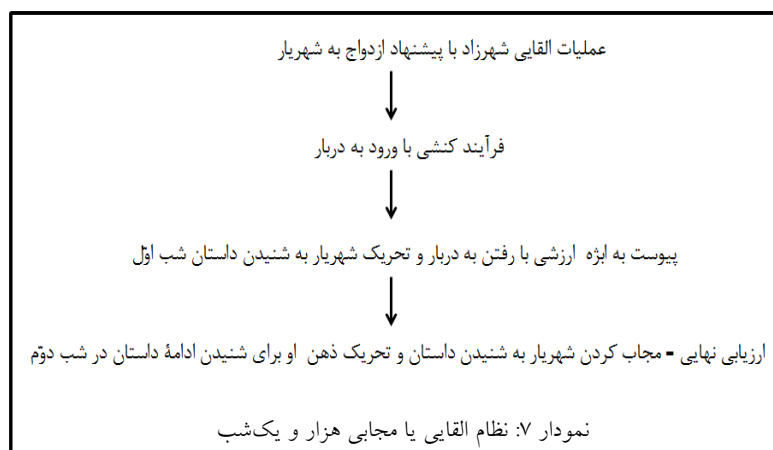 عملیات القایی شهرزاد با پیشنهاد ازدواج به شهریار
فرآیند کنشی با ورود به دربار
پیوست به ابژه ارزشی با رفتن به دربار و تحریک شهریار به شنیدن داستان شب اوّل
ارزیابی نهایی - مجاب کردن شهریار به شنیدن داستان و تحریک ذهن او برای شنیدن ادامۀ داستان در شب دوّم
نمودار ۷: نظام القایی یا مجابی هزار و یک‌شب